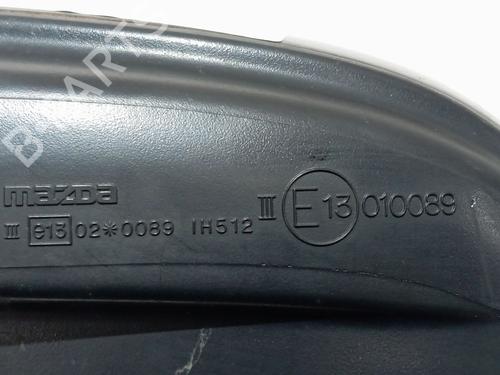 mazda
III e13 02*0089 IH512
III E13 010089
B-PARTS